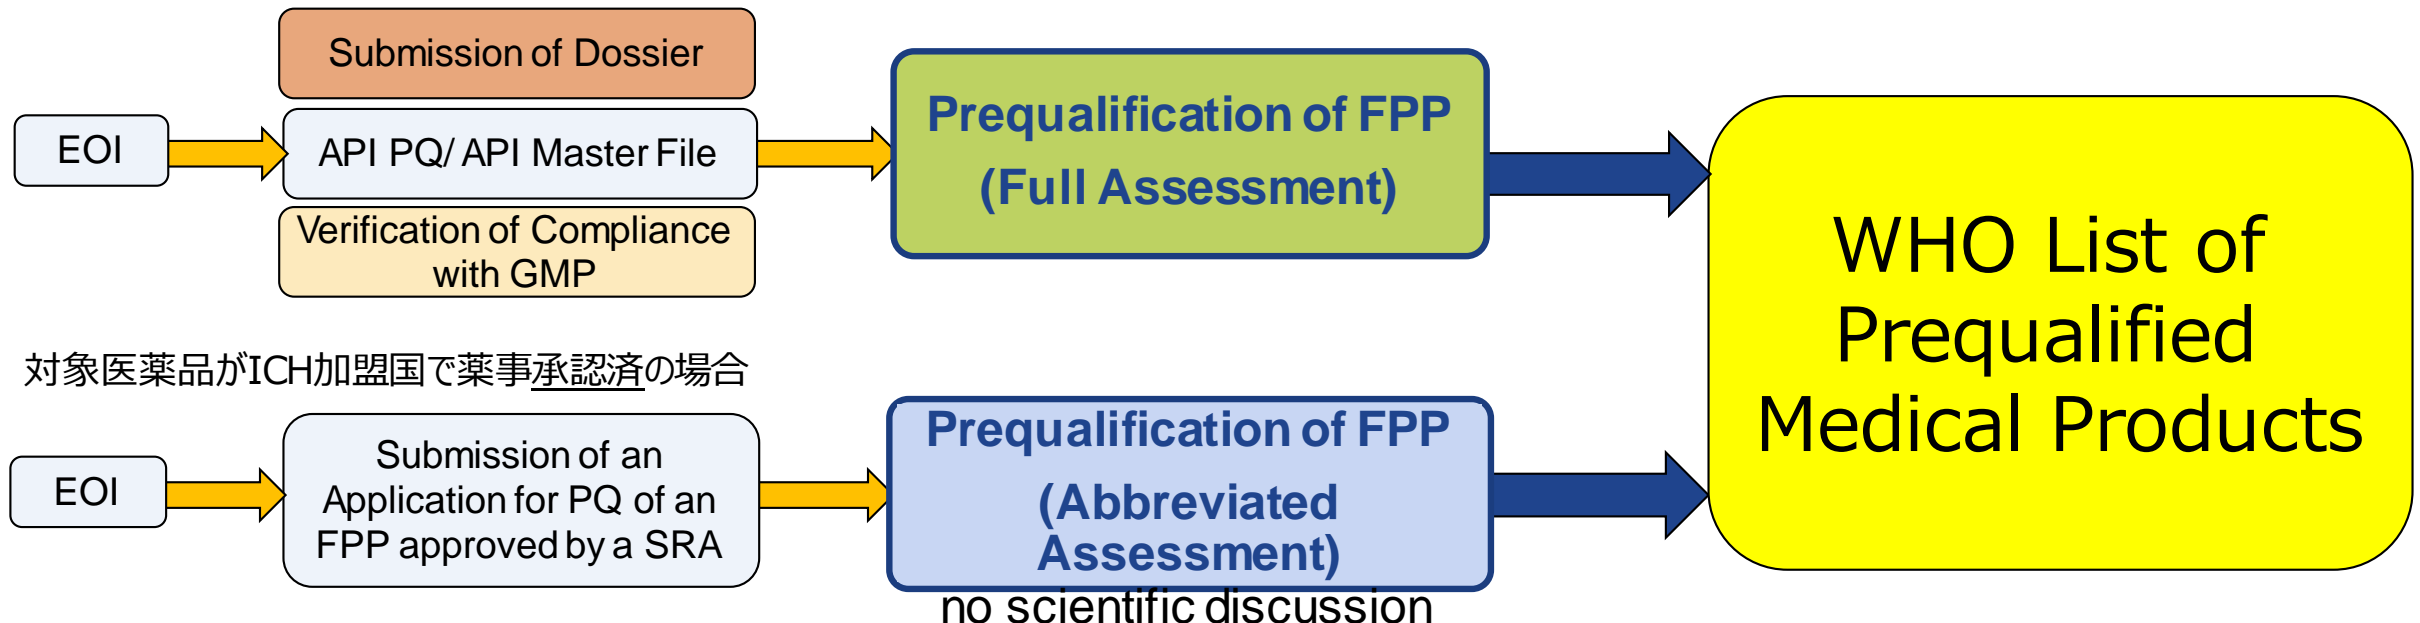 Submission of Dossier
EOI
API PQ/ API Master File
Verification of Compliance
with GMP
Prequalification of FPP
(Full Assessment)
対象医薬品がICH加盟国で薬事承認済の場合
EOI
Submission of an
Application for PQ of an
FPP approved by a SRA
Prequalification of FPP
(Abbreviated
Assessment)
no scientific discussion
WHO List of
Prequalified
Medical Products